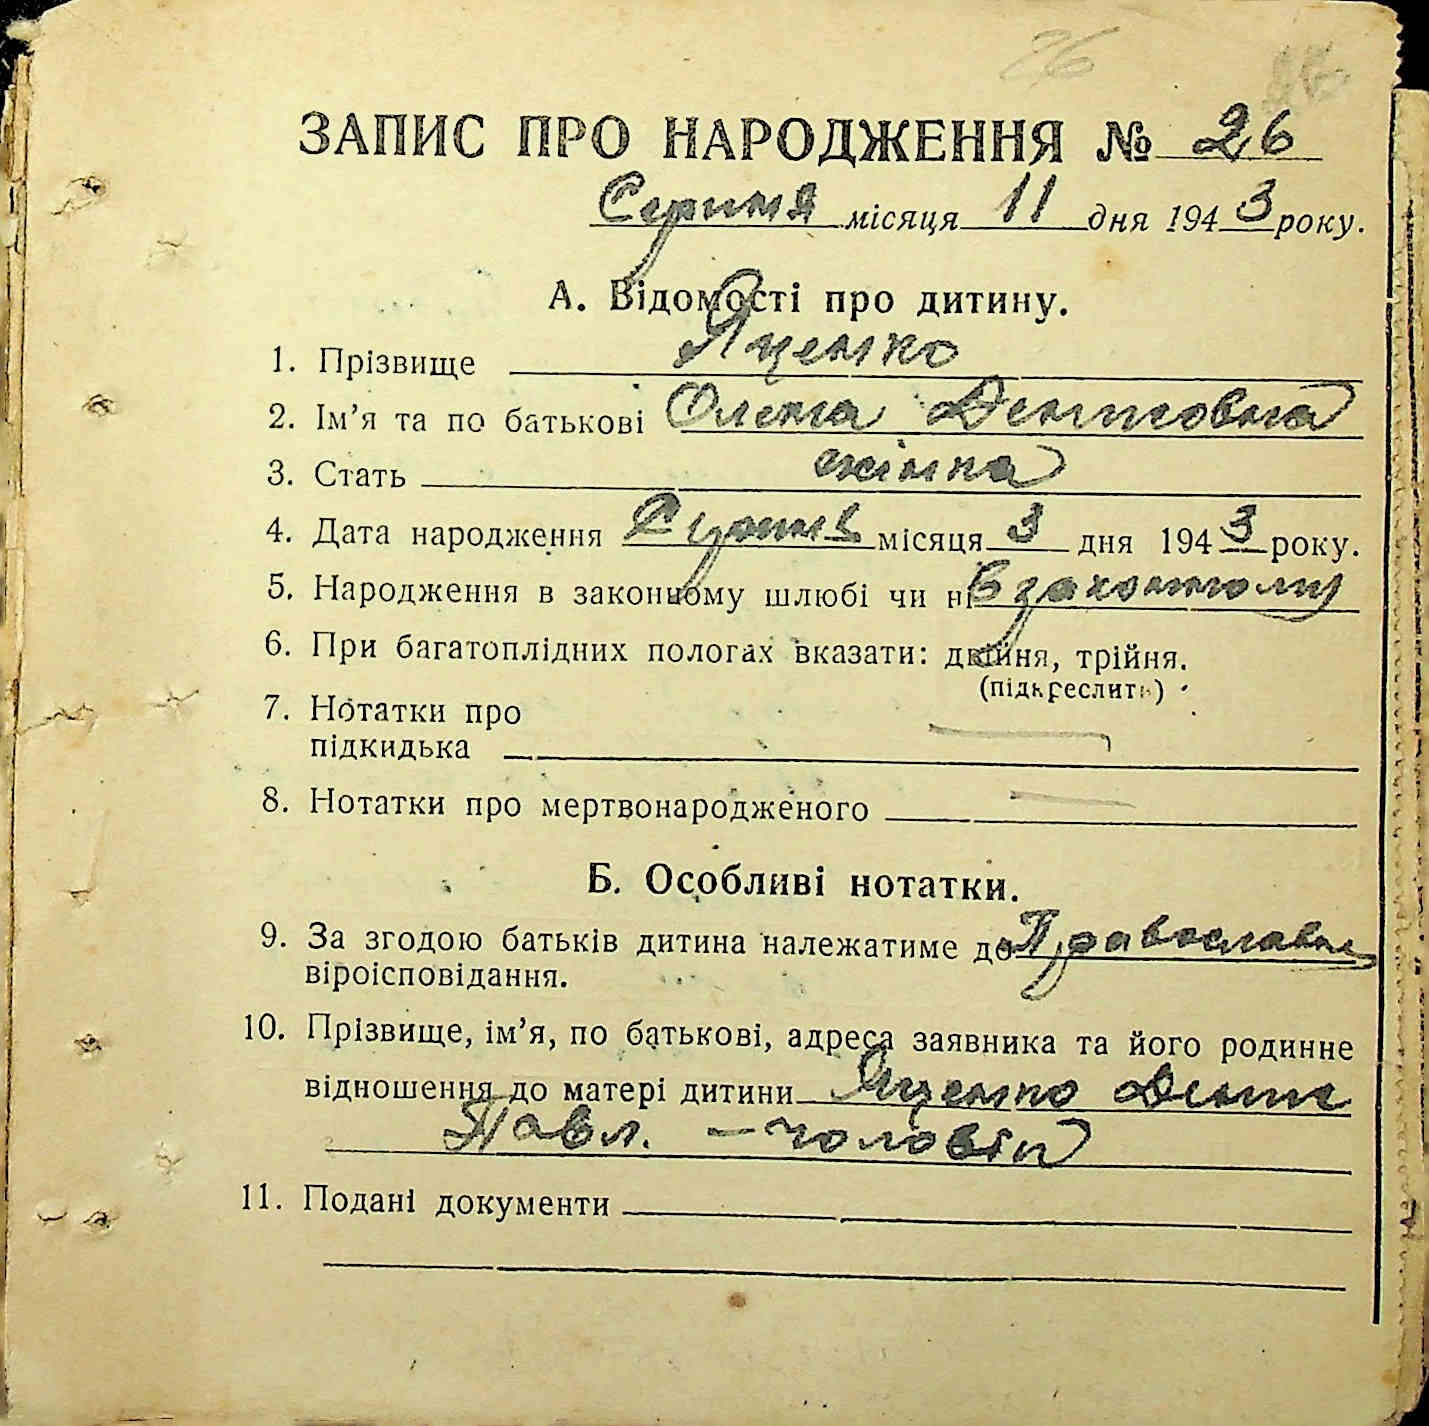 26
ЗАПИС ПРО НАРОДЖЕННЯ № 26
Серпня місяця 11 дня 1943 року.
А. Відомості про дитину.
1. Прізвище Яценко
2. Ім'я та по батькові Олена Денисовна
3. Стать жінка
4. Дата народження Серпня місяця 3 дня 1943 року.
5. Народження в законному шлюбі чи ні В законному
6. При багатоплідних пологах вказати: двійня, трійня.
(підкреслить)
7. Нотатки про
підкидька —
8. Нотатки про мертвонародженого —
Б. Особливі нотатки.
9. За згодою батьків дитина належатиме до Православне
віроісповідання.
10. Прізвище, ім'я, по батькові, адреса заявника та його родинне
відношення до матері дитини Яценко Денис
Павл. – чоловік
11. Подані документи